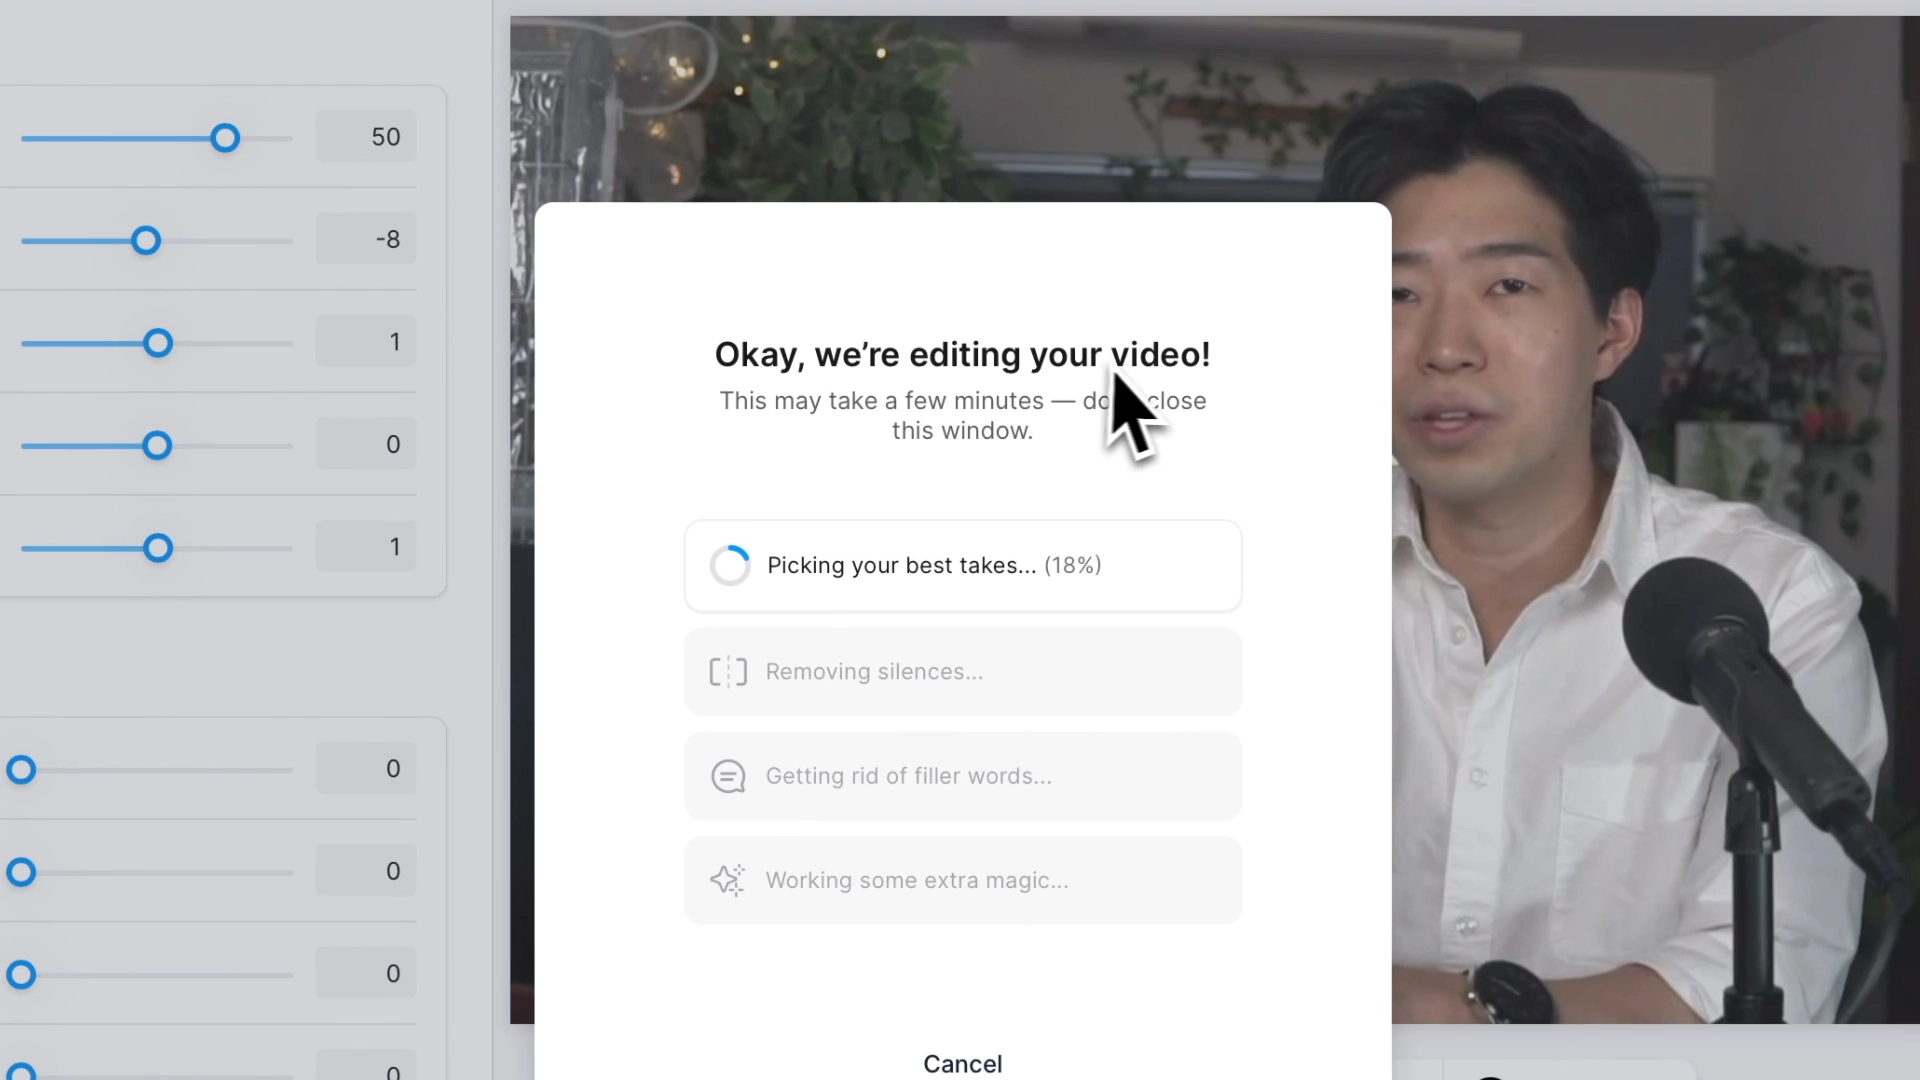 50
-8
1
0
1
0
0
0
0
Okay, we're editing your video!
This may take a few minutes — close
this window.
Picking your best takes... (18%)
Removing silences...
Getting rid of filler words...
Working some extra magic...
Cancel